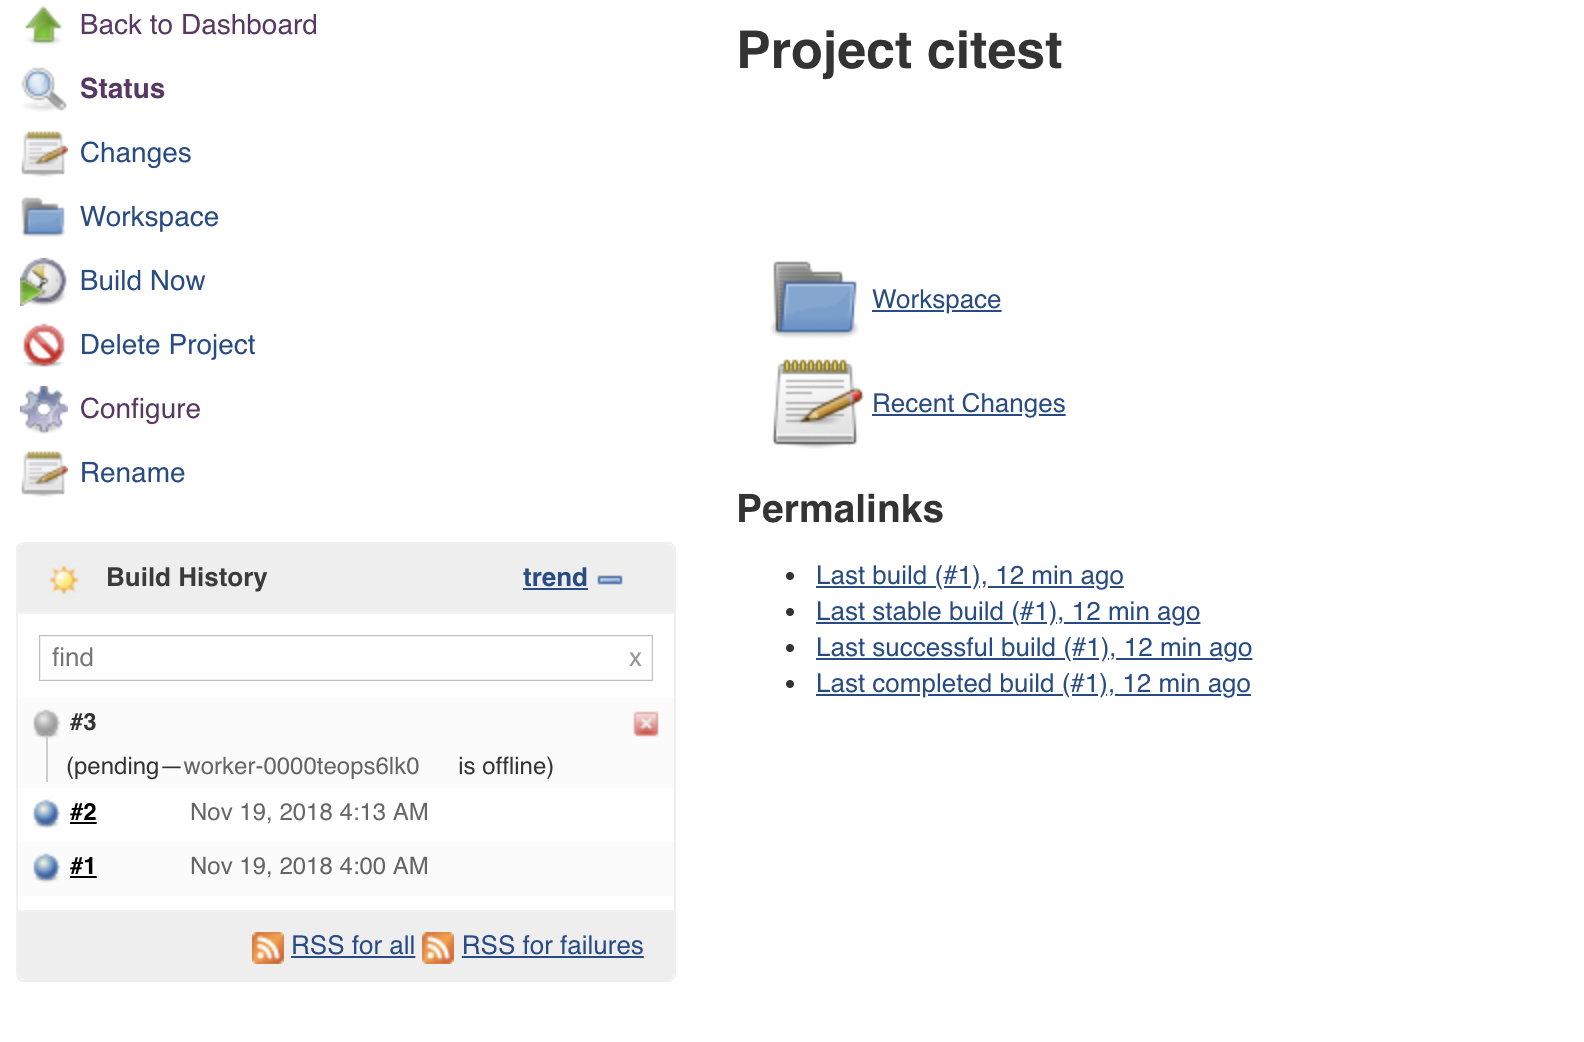 Back to Dashboard
Status
Changes
Workspace
Build Now
Delete Project
Configure
Rename
Build History trend
find x
#3
(pending—worker-0000teops6lk0 is offline)
#2 Nov 19, 2018 4:13 AM
#1 Nov 19, 2018 4:00 AM
RSS for all RSS for failures
Project citest
Workspace
Recent Changes
Permalinks
Last build (#1), 12 min ago
Last stable build (#1), 12 min ago
Last successful build (#1), 12 min ago
Last completed build (#1), 12 min ago